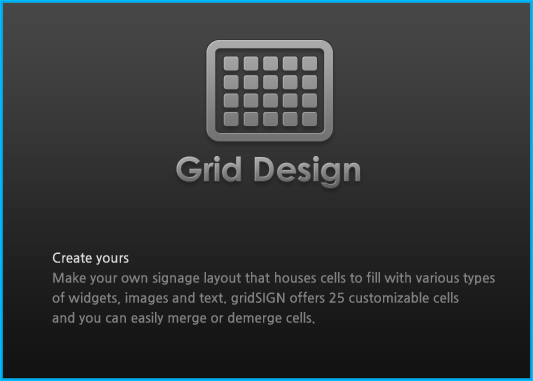 Grid Design
Create yours
Make your own signage layout that houses cells to fill with various types
of widgets, images and text. gridSIGN offers 25 customizable cells
and you can easily merge or demerge cells.